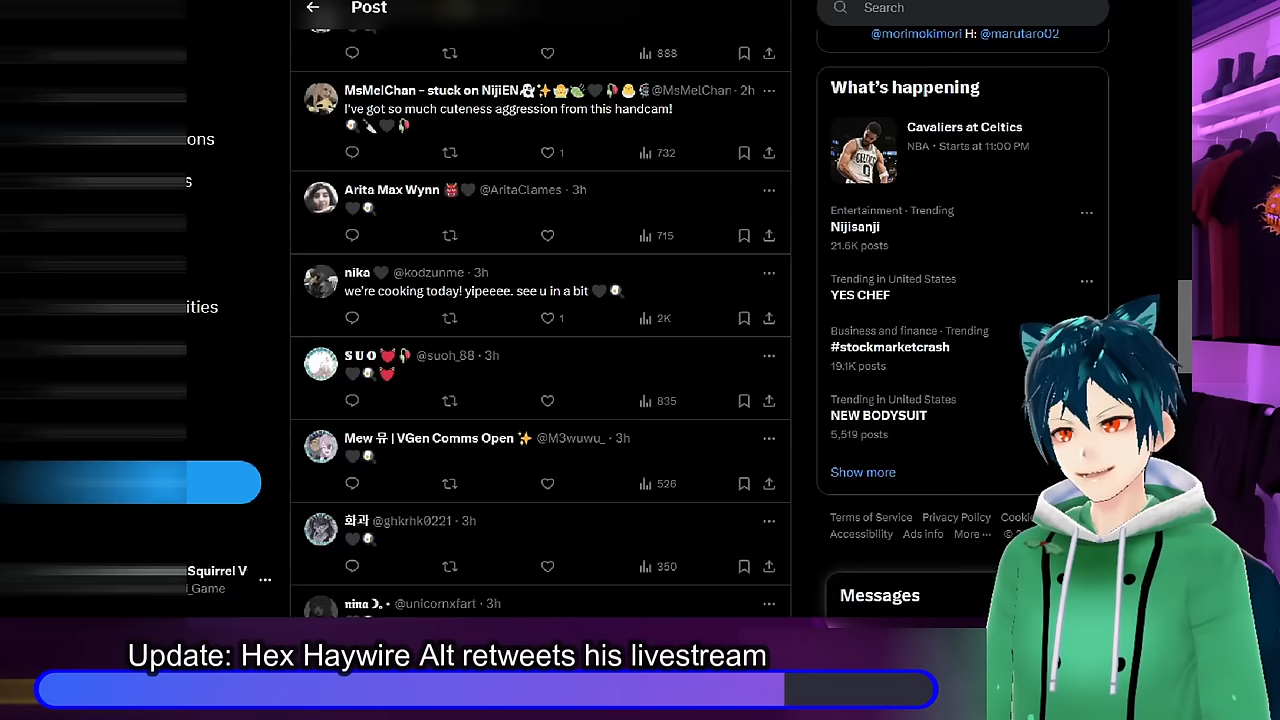 Post
888
MsMelChan - stuck on NijiEN👻✨🐥🍃🖤🥀🐤 @MsMelChan · 2h
I've got so much cuteness aggression from this handcam!
🍳🔪🖤🥀
1
732
Arita Max Wynn 👹🖤 @AritaClames · 3h
🖤🍳
715
nika 🖤 @kodzunme · 3h
we're cooking today! yipeeee. see u in a bit 🖤🍳
1
2K
S U O 💓🥀 @suoh_88 · 3h
🖤🍳💓
835
Mew 유 | VGen Comms Open ✨ @M3wuwu_ · 3h
🖤🍳
526
화과 @ghkrhk0221 · 3h
🖤🍳
350
nina☽｡⋆ @unicornxfart · 3h
ons
s
ities
Squirrel V
_Game
Search
@morimokimori H: @marutaro02
What's happening
Cavaliers at Celtics
NBA · Starts at 11:00 PM
Entertainment · Trending
Nijisanji
21.6K posts
Trending in United States
YES CHEF
Business and finance · Trending
#stockmarketcrash
19.1K posts
Trending in United States
NEW BODYSUIT
5,519 posts
Show more
Terms of Service Privacy Policy Cookie
Accessibility Ads info More ··· ©
Messages
Update: Hex Haywire Alt retweets his livestream